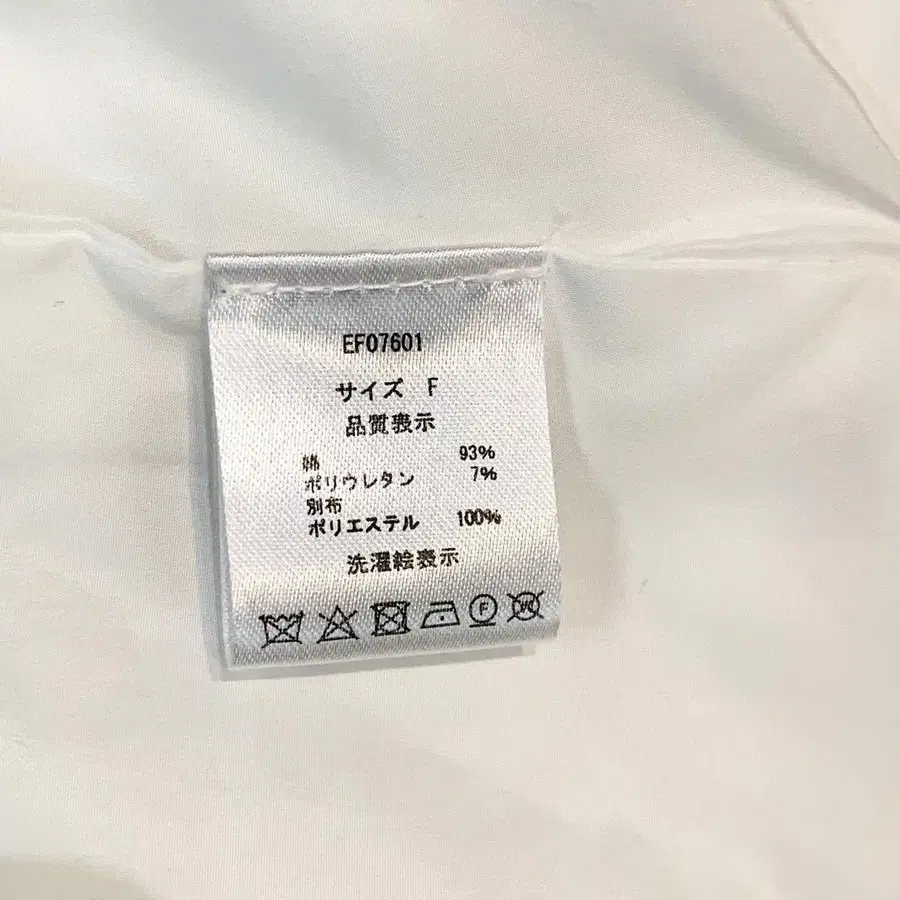 EF07601
サイズ F
品質表示
綿 93%
ポリウレタン 7%
別布
ポリエステル 100%
洗濯絵表示
F
W